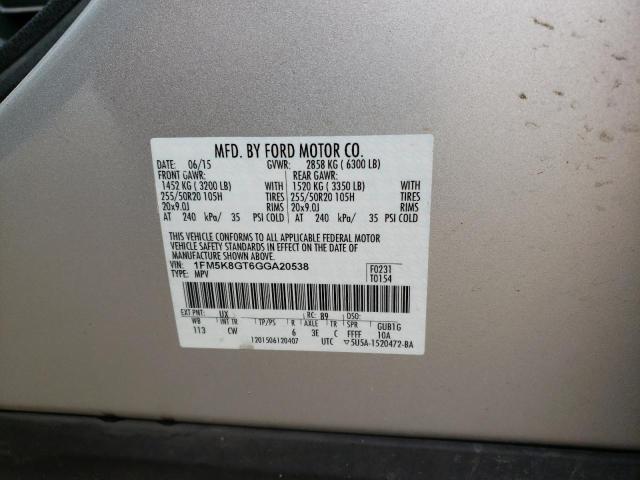 MFD. BY FORD MOTOR CO.
06/15 GVWR: 2858 KG ( 6300 LB)
FRONT GAWR: REAR GAWR:
1452 KG ( 3200 LB) WITH 1520 KG ( 3350 LB) WITH
255/50R20 105H TIRES 255/50R20 105H TIRES
20x9.0J RIMS 20x9.0J RIMS
AT 240 kPa/ 35 PSI COLD AT 240 kPa/ 35 PSI COLD
THIS VEHICLE CONFORMS TO ALL APPLICABLE FEDERAL MOTOR
VEHICLE SAFETY STANDARDS IN EFFECT ON THE DATE OF
MANUFACTURE SHOWN ABOVE.
VIN: 1FM5K8GT6GGA20538 F0231
TYPE: MPV T0154
EXT PNT: UX RC: 89 DSO:
WB INT TR TP/PS R AXLE TR SPR GUB1G
113 CW 6 3E C FFFF 10A
1201506120407 UTC ▽5U5A-1520472-BA